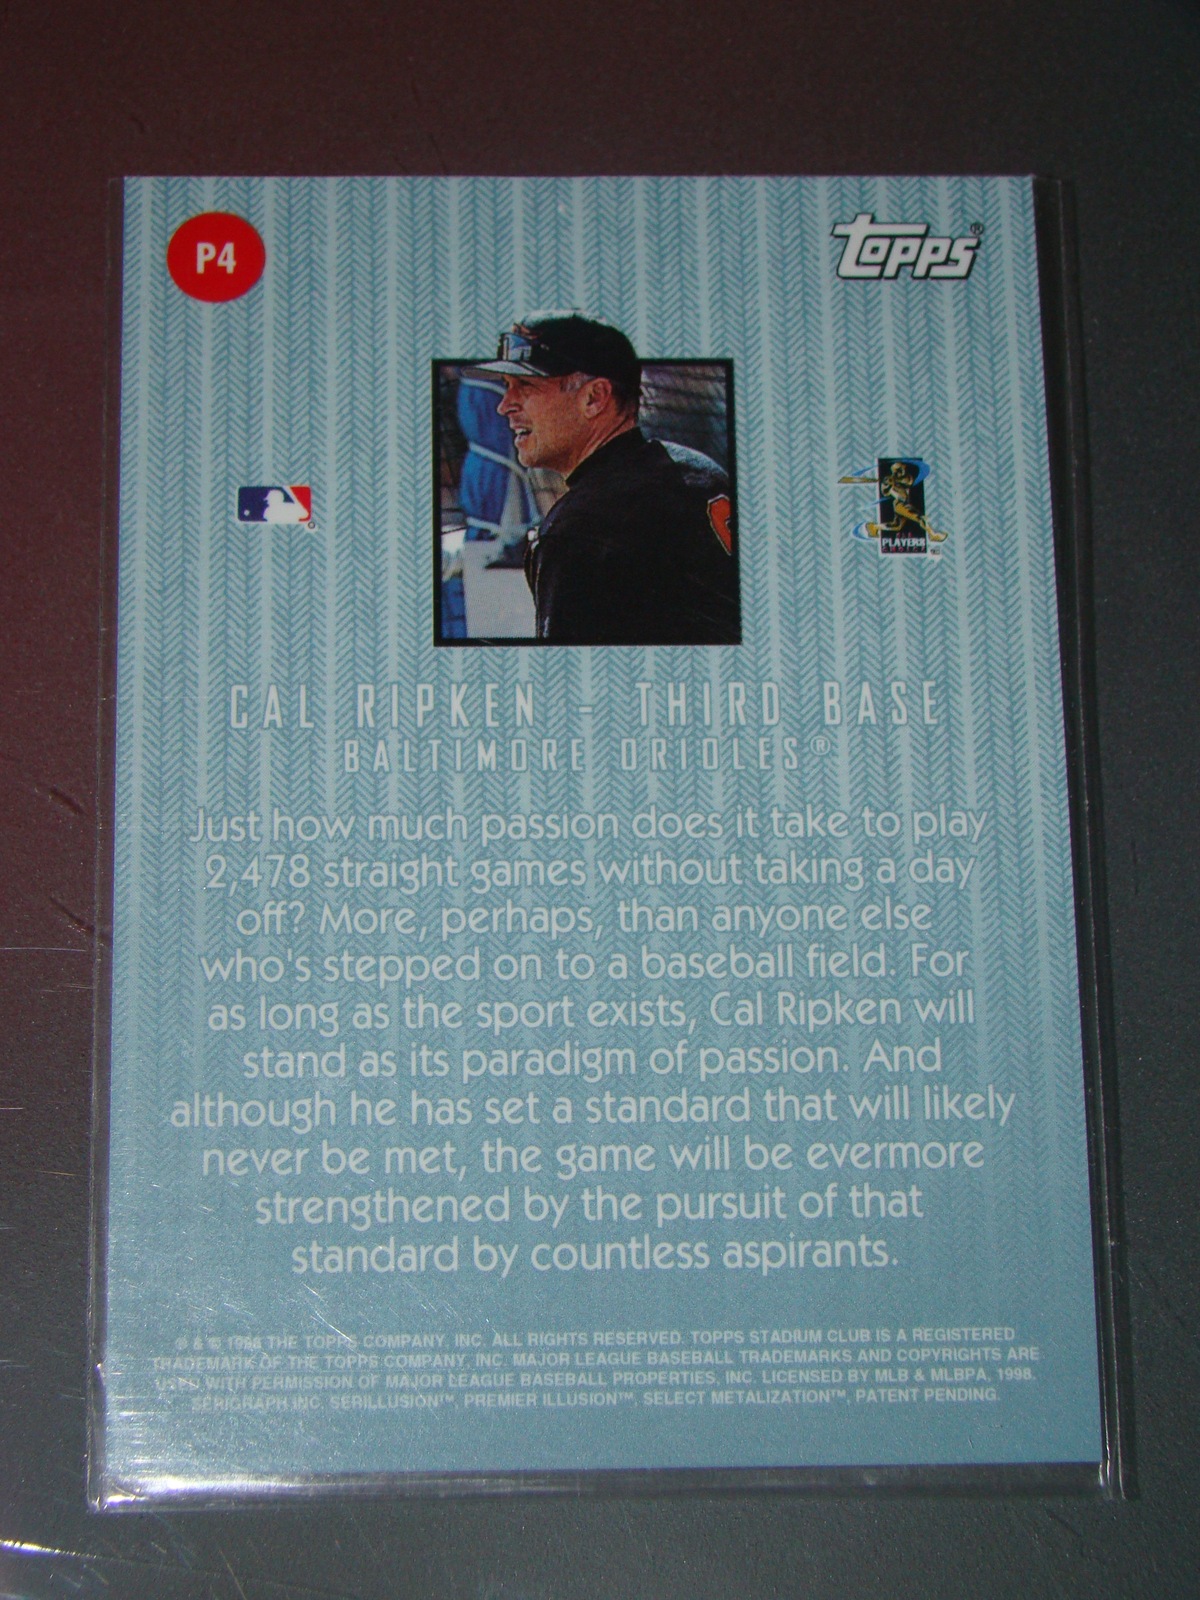 P4
TOPPS®
PLAYERS
CHOICE
CAL RIPKEN - THIRD BASE
BALTIMORE ORIOLES®
Just how much passion does it take to play
2,478 straight games without taking a day
off? More, perhaps, than anyone else
who's stepped on to a baseball field. For
as long as the sport exists, Cal Ripken will
stand as its paradigm of passion. And
although he has set a standard that will likely
never be met, the game will be evermore
strengthened by the pursuit of that
standard by countless aspirants.
® & © 1998 THE TOPPS COMPANY, INC. ALL RIGHTS RESERVED. TOPPS STADIUM CLUB IS A REGISTERED
TRADEMARK OF THE TOPPS COMPANY, INC. MAJOR LEAGUE BASEBALL TRADEMARKS AND COPYRIGHTS ARE
USED WITH PERMISSION OF MAJOR LEAGUE BASEBALL PROPERTIES, INC. LICENSED BY MLB & MLBPA, 1998.
SERIGRAPH INC. SERILLUSION™, PREMIER ILLUSION™, SELECT METALIZATION™, PATENT PENDING.